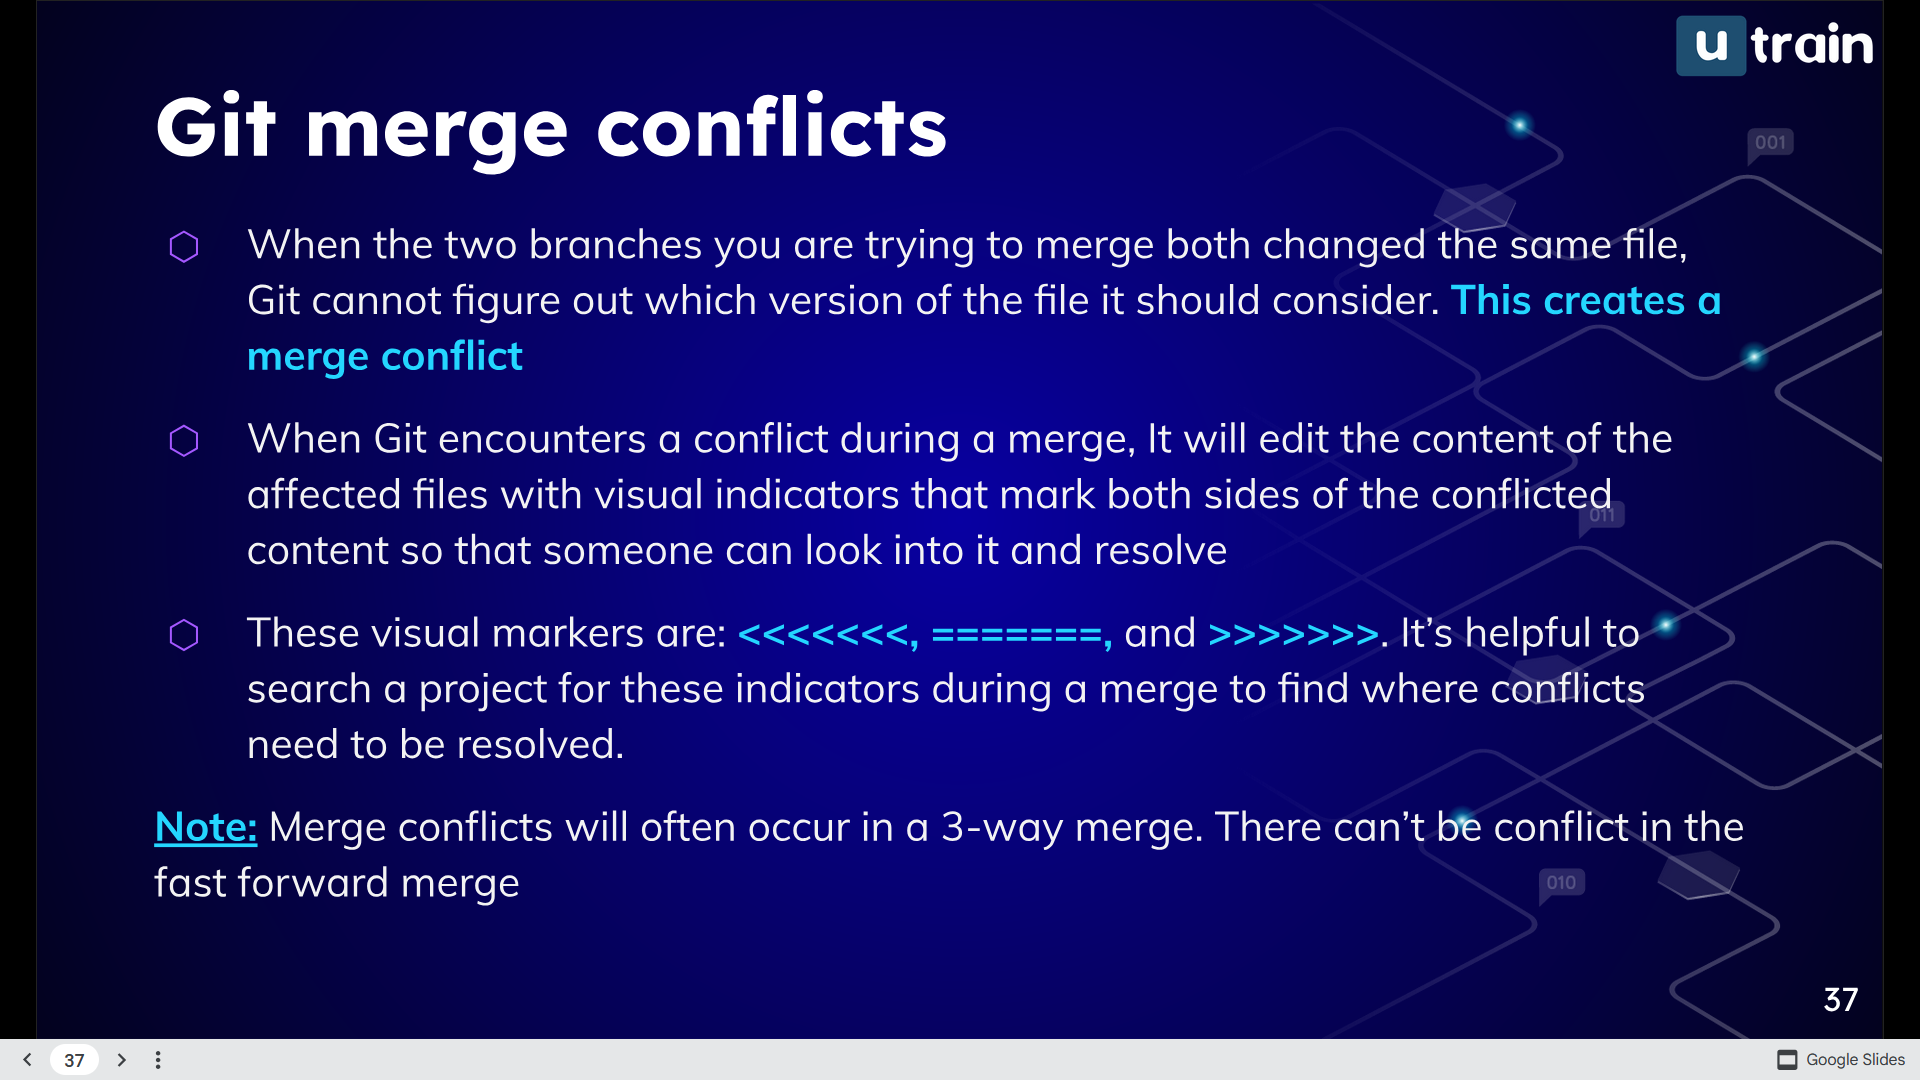 u train
Git merge conflicts
001
When the two branches you are trying to merge both changed the same file,
Git cannot figure out which version of the file it should consider. This creates a
merge conflict
When Git encounters a conflict during a merge, It will edit the content of the
affected files with visual indicators that mark both sides of the conflicted
011
content so that someone can look into it and resolve
These visual markers are: <<<<<<<, =======, and >>>>>>>. It’s helpful to
search a project for these indicators during a merge to find where conflicts
need to be resolved.
Note: Merge conflicts will often occur in a 3-way merge. There can’t be conflict in the
fast forward merge
010
37
37
Google Slides